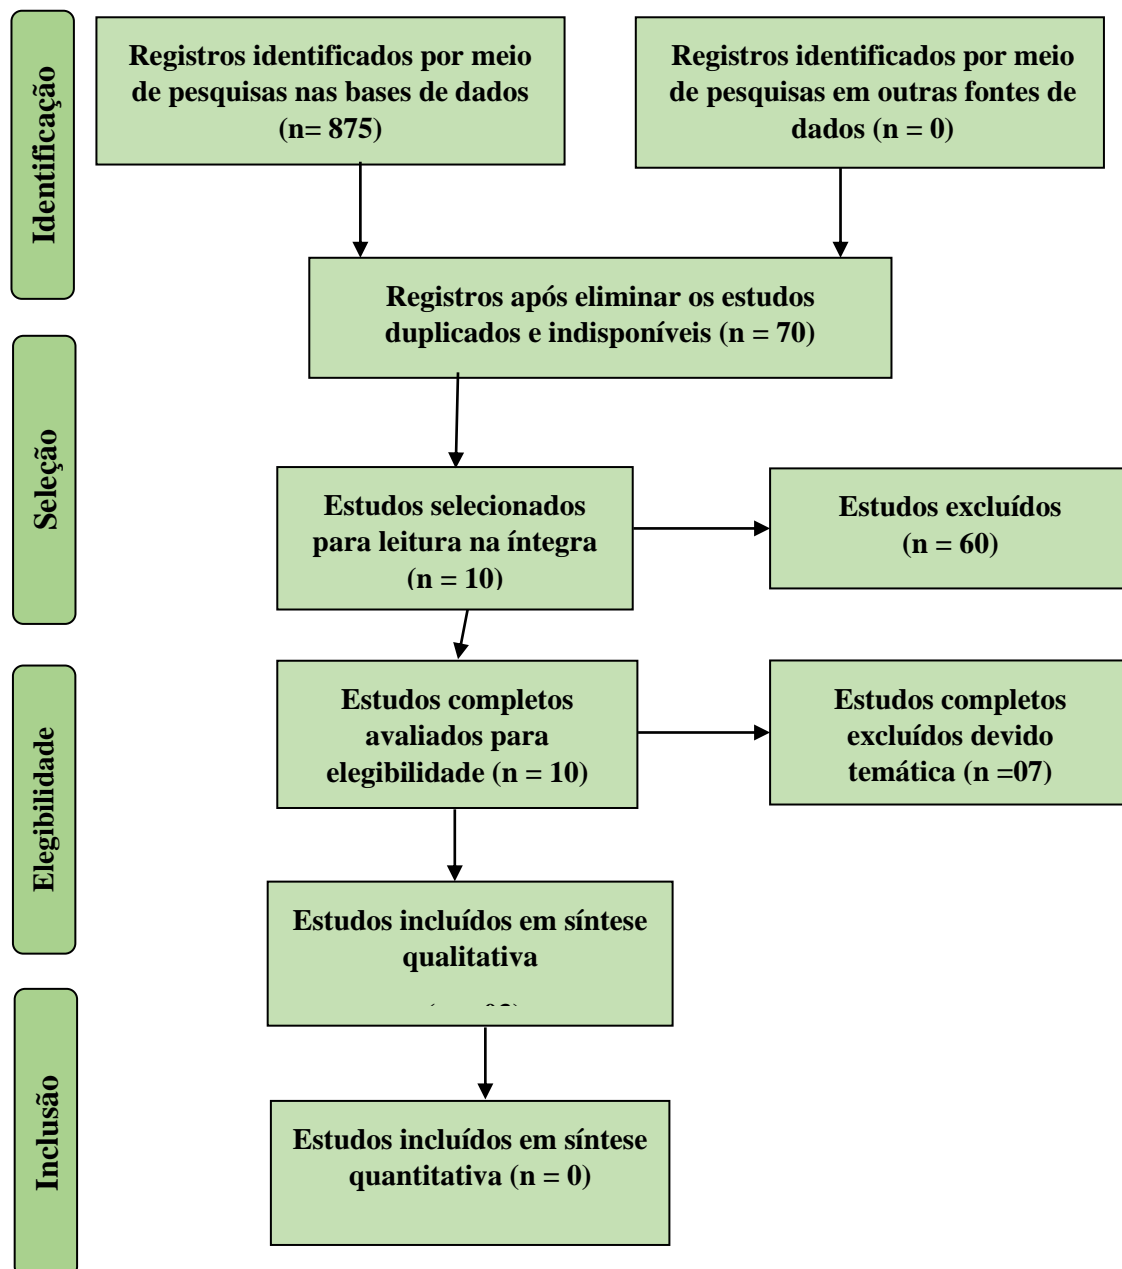 Identificação
Registros identificados por meio
de pesquisas nas bases de dados
(n= 875)
Registros identificados por meio
de pesquisas em outras fontes de
dados (n = 0)
Registros após eliminar os estudos
duplicados e indisponíveis (n = 70)
Seleção
Estudos selecionados
para leitura na íntegra
(n = 10)
Estudos excluídos
(n = 60)
Elegibilidade
Estudos completos
avaliados para
elegibilidade (n = 10)
Estudos completos
excluídos devido
temática (n =07)
Estudos incluídos em síntese
qualitativa
Inclusão
Estudos incluídos em síntese
quantitativa (n = 0)